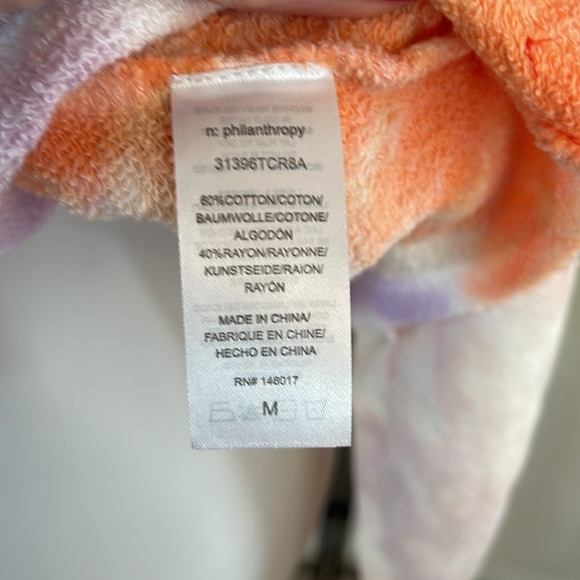 n: philanthropy
31396TCR8A
60%COTTON/COTON/
BAUMWOLLE/COTONE/
ALGODÓN
40%RAYON/RAYONNE/
KUNSTSEIDE/RAION/
RAYÓN
MADE IN CHINA/
FABRIQUE EN CHINE/
HECHO EN CHINA
RN# 146017
M